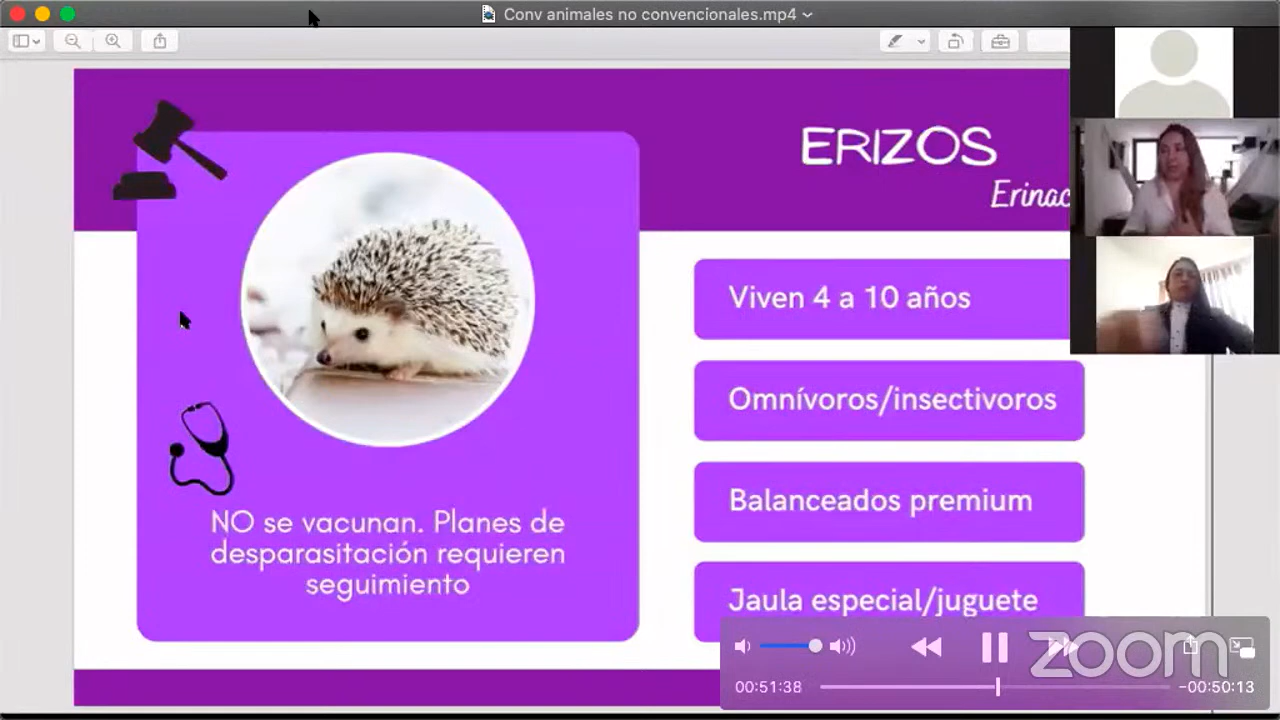 Conv animales no convencionales.mp4
ERIZOS
Erinac
Viven 4 a 10 años
Omnívoros/insectivoros
Balanceados premium
Jaula especial/juguete
NO se vacunan. Planes de
desparasitación requieren
seguimiento
zoom
00:51:38
-00:50:13